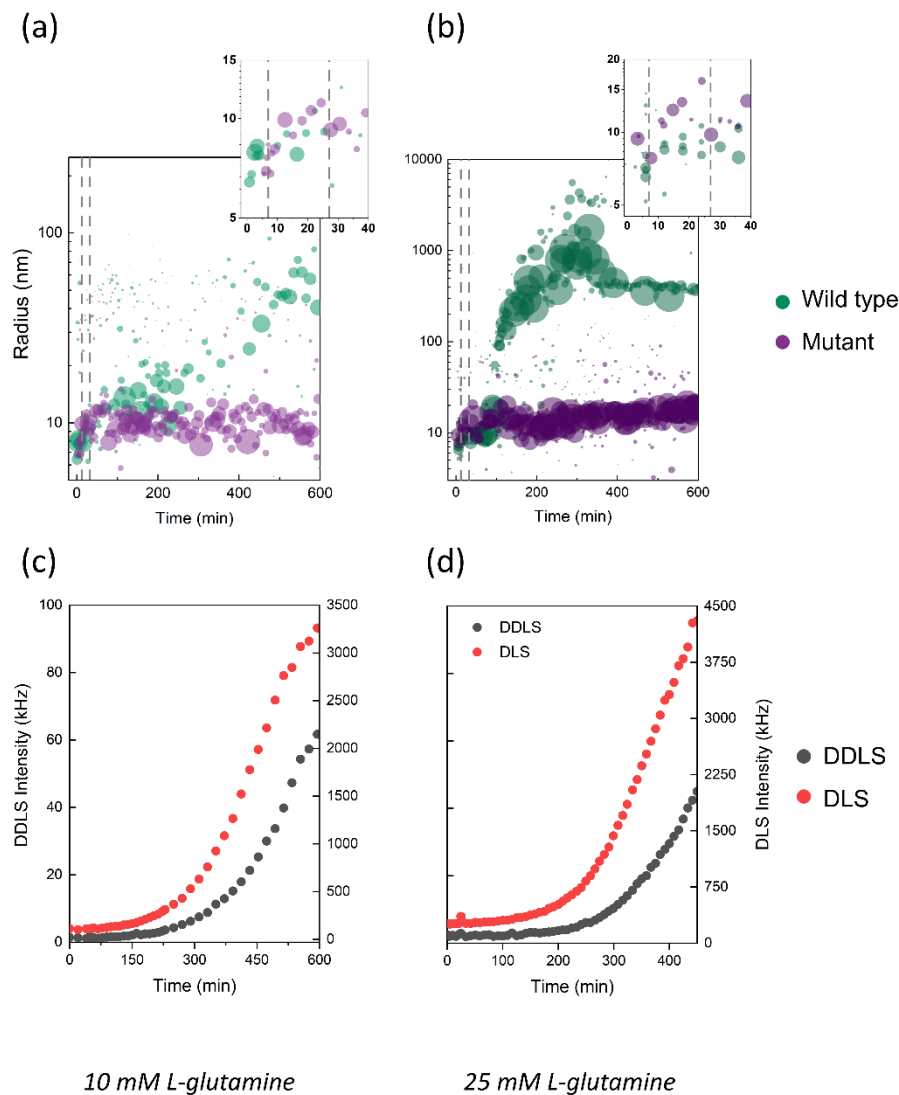 (a)
(b)
15
10
5
0 10 20 30 40
20
15
10
5
0 10 20 30 40
100
10
Radius (nm)
0 200 400 600
Time (min)
10000
1000
100
10
0 200 400 600
Time (min)
Wild type
Mutant
(c)
(d)
100
80
60
40
20
0
DDLS Intensity (kHz)
3500
3000
2500
2000
1500
1000
500
0
0 150 300 450 600
Time (min)
DDLS
DLS
4500
3750
3000
2250
1500
750
0
DLS Intensity (kHz)
0 100 200 300 400
Time (min)
DDLS
DLS
10 mM L-glutamine
25 mM L-glutamine